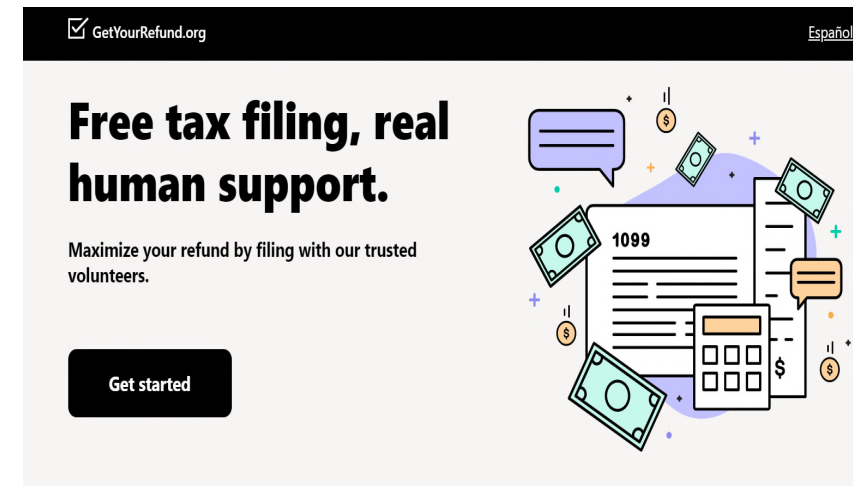 GetYourRefund.org
Español
Free tax filing, real
human support.
Maximize your refund by filing with our trusted
volunteers.
Get started
1099
$
$
$
$